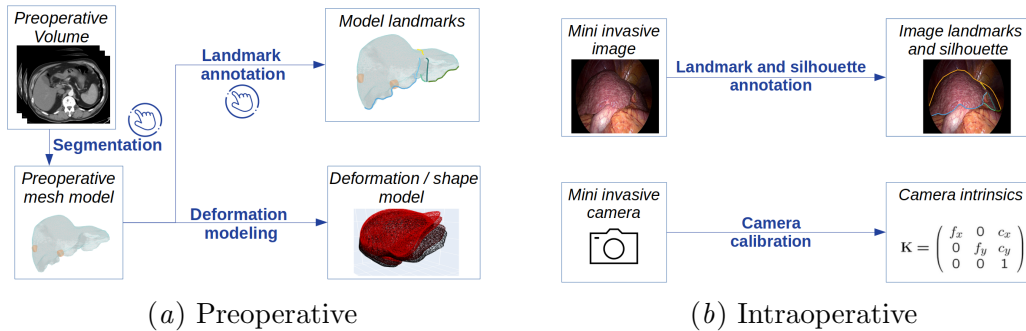 Preoperative
Volume
Landmark
annotation
Model landmarks
Segmentation
Preoperative
mesh model
Deformation
modeling
Deformation / shape
model
(a) Preoperative
Mini invasive
image
Landmark and silhouette
annotation
Image landmarks
and silhouette
Mini invasive
camera
Camera
calibration
Camera intrinsics
K = ( f_x 0 c_x
0 f_y c_y
0 0 1 )
(b) Intraoperative